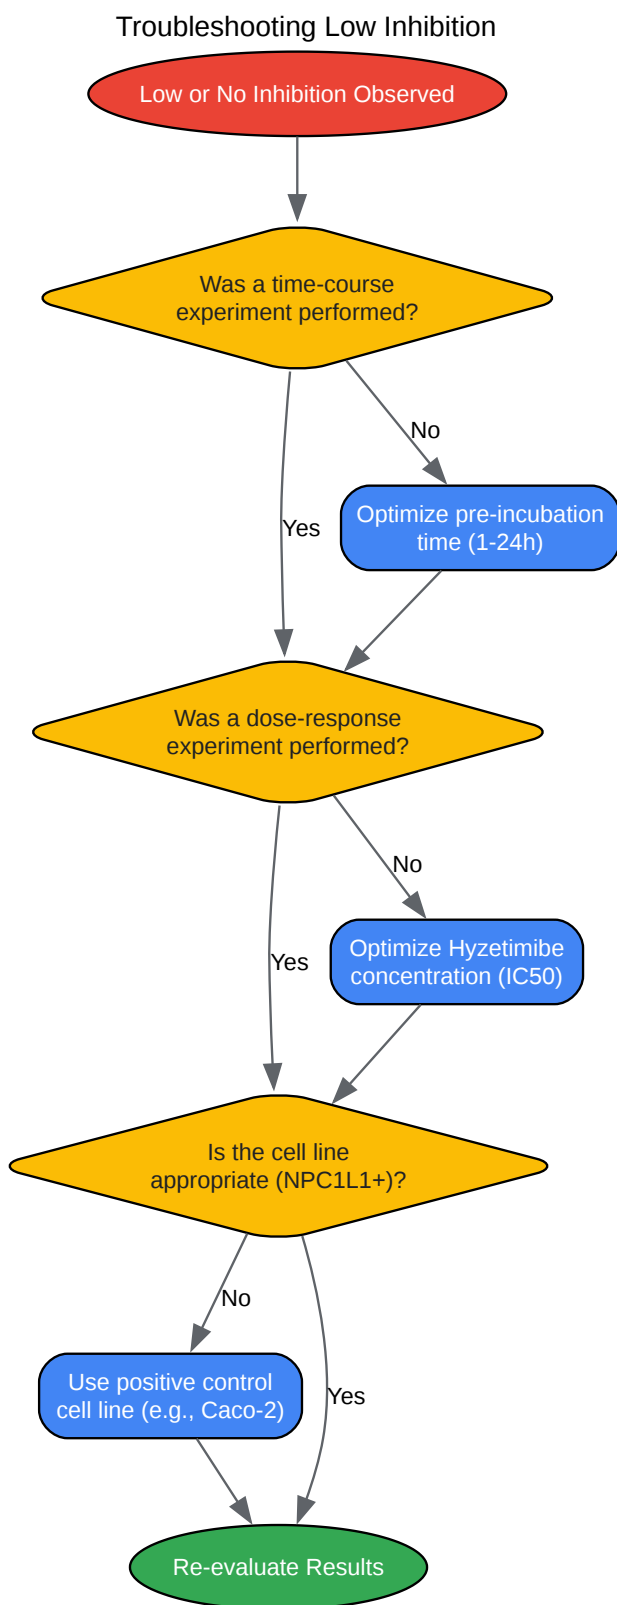 Troubleshooting Low Inhibition
Low or No Inhibition Observed
Was a time-course
experiment performed?
No
Yes
Optimize pre-incubation
time (1-24h)
Was a dose-response
experiment performed?
No
Yes
Optimize Hyzetimibe
concentration (IC50)
Is the cell line
appropriate (NPC1L1+)?
No
Yes
Use positive control
cell line (e.g., Caco-2)
Re-evaluate Results